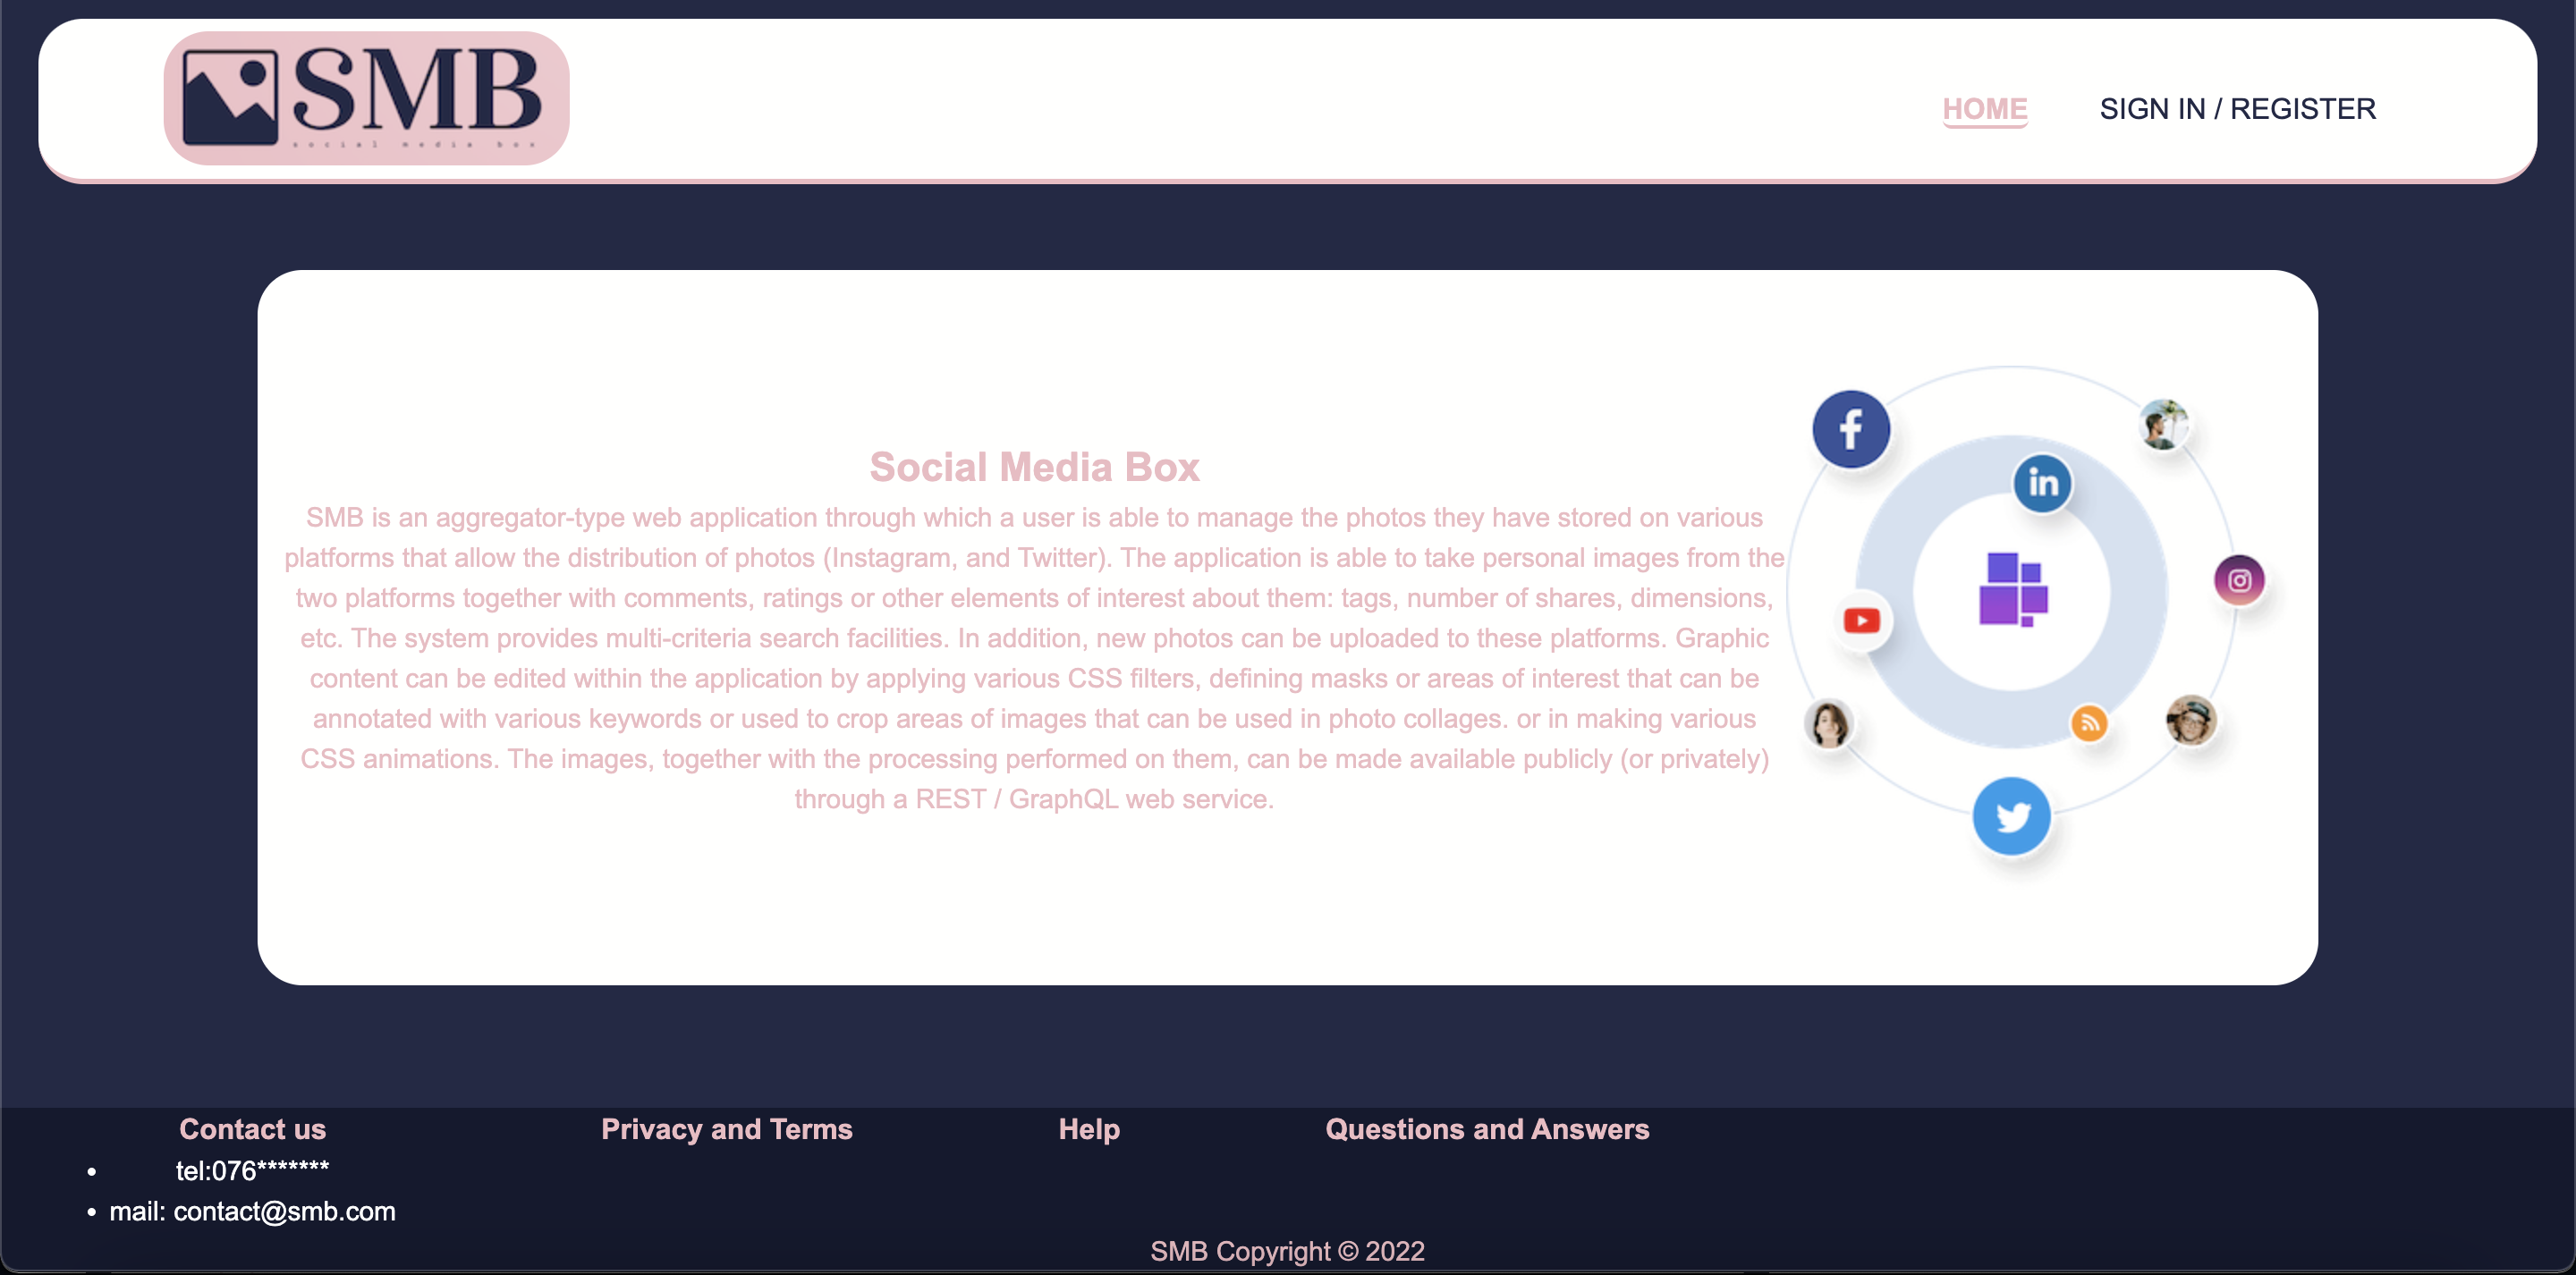 SMB
social media box
HOME
SIGN IN / REGISTER
Social Media Box
SMB is an aggregator-type web application through which a user is able to manage the photos they have stored on various
platforms that allow the distribution of photos (Instagram, and Twitter). The application is able to take personal images from the
two platforms together with comments, ratings or other elements of interest about them: tags, number of shares, dimensions,
etc. The system provides multi-criteria search facilities. In addition, new photos can be uploaded to these platforms. Graphic
content can be edited within the application by applying various CSS filters, defining masks or areas of interest that can be
annotated with various keywords or used to crop areas of images that can be used in photo collages. or in making various
CSS animations. The images, together with the processing performed on them, can be made available publicly (or privately)
through a REST / GraphQL web service.
f
in
Contact us
Privacy and Terms
Help
Questions and Answers
• tel:076*******
• mail: contact@smb.com
SMB Copyright © 2022